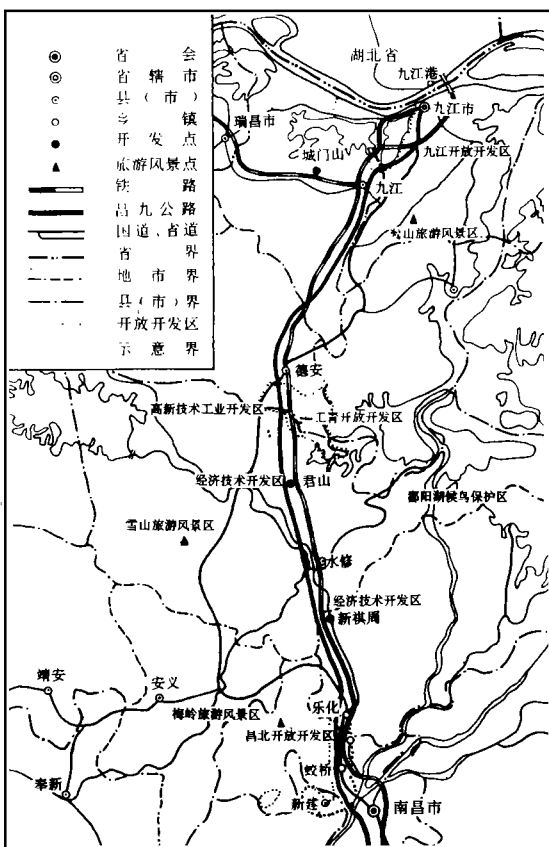 省会
省辖市
县(市)
乡镇
开发点
旅游风景点
铁路
昌九公路
国道、省道
省界
地市界
县(市)界
开放开发区
示意界
湖北省
九江港
九江市
瑞昌市
城门山
九江开放开发区
九江
山旅游风景区
德安
高新技术工业开发区
工青开放开发区
经济技术开发区
君山
鄱阳湖候鸟保护区
雪山旅游风景区
永修
经济技术开发区
新祺周
靖安
安义
乐化
梅岭旅游风景区
昌北开放开发区
蛟桥
奉新
新莲
南昌市